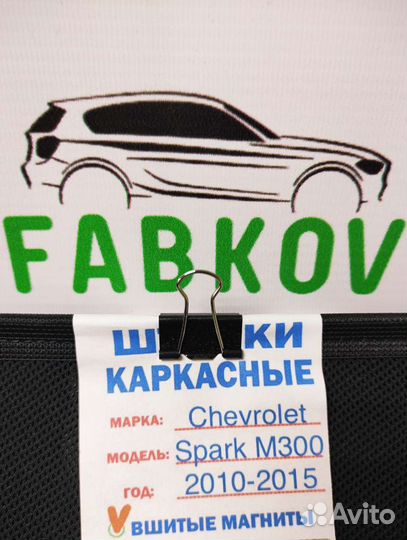 FABKOV
КАРКАСНЫЕ
МАРКА: Chevrolet
МОДЕЛЬ: Spark M300
ГОД: 2010-2015
ВШИТЫЕ МАГНИТЫ
Avito